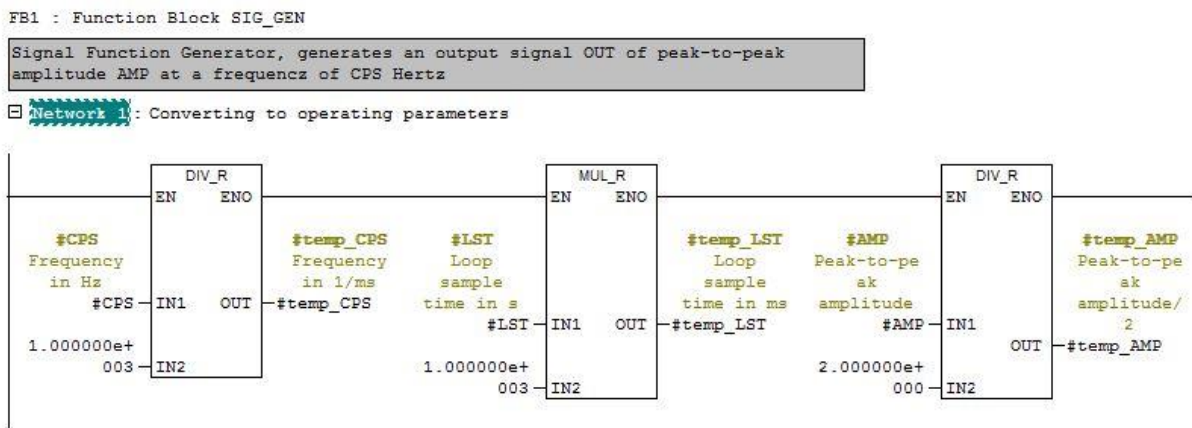 FB1 : Function Block SIG_GEN
Signal Function Generator, generates an output signal OUT of peak-to-peak
amplitude AMP at a frequencz of CPS Hertz
Network 1: Converting to operating parameters
DIV_R
EN ENO
#CPS
Frequency
in Hz
#CPS IN1
1.000000e+
003 IN2
OUT #temp_CPS
#temp_CPS
Frequency
in 1/ms
MUL_R
EN ENO
#LST
Loop
sample
time in s
#LST IN1
1.000000e+
003 IN2
OUT #temp_LST
#temp_LST
Loop
sample
time in ms
DIV_R
EN ENO
#AMP
Peak-to-pe
ak
amplitude
#AMP IN1
2.000000e+
000 IN2
OUT #temp_AMP
#temp_AMP
Peak-to-pe
ak
amplitude/
2